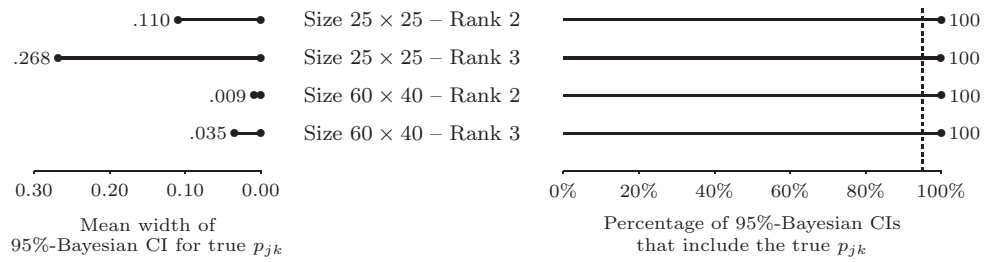 .110 Size 25 × 25 – Rank 2 100
.268 Size 25 × 25 – Rank 3 100
.009 Size 60 × 40 – Rank 2 100
.035 Size 60 × 40 – Rank 3 100
0.30 0.20 0.10 0.00
0% 20% 40% 60% 80% 100%
Mean width of
95%-Bayesian CI for true pjk
Percentage of 95%-Bayesian CIs
that include the true pjk